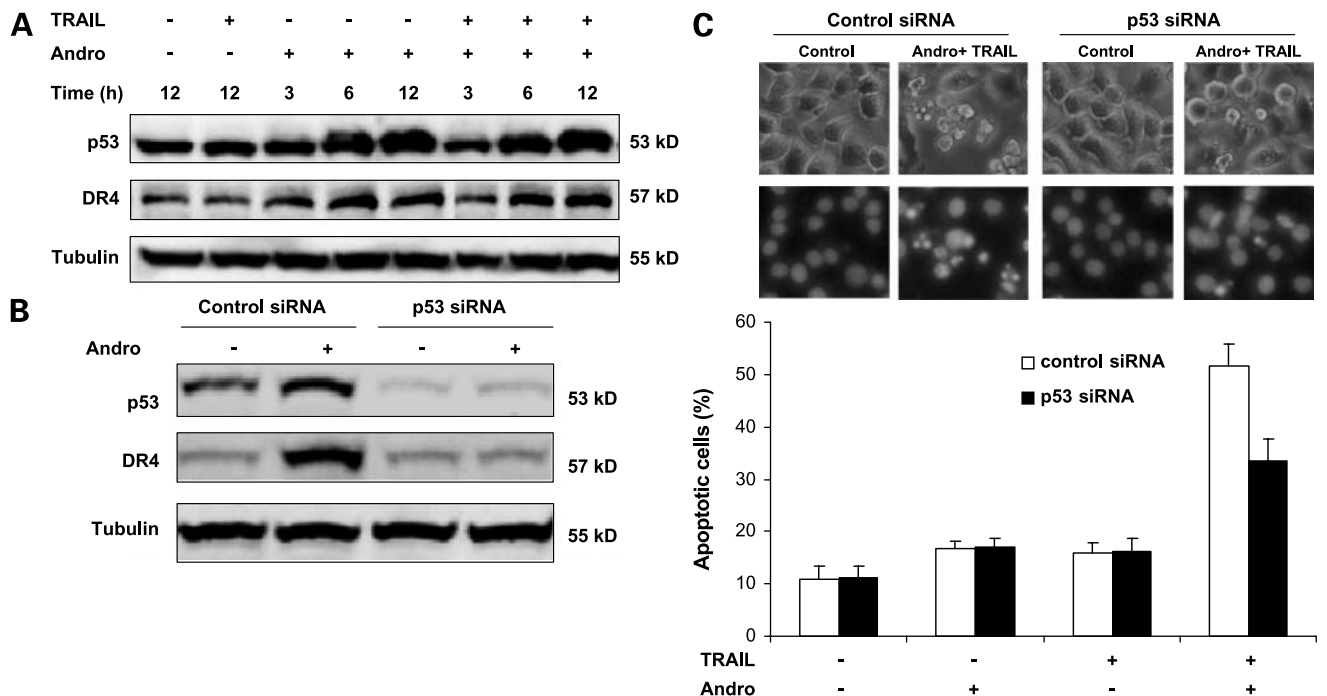 A
TRAIL - + - - - + + +
Andro - - + + + + + +
Time (h) 12 12 3 6 12 3 6 12
p53 53 kD
DR4 57 kD
Tubulin 55 kD
B
Control siRNA p53 siRNA
Andro - + - +
p53 53 kD
DR4 57 kD
Tubulin 55 kD
C
Control siRNA p53 siRNA
Control Andro+ TRAIL Control Andro+ TRAIL
Apoptotic cells (%)
60
50
40
30
20
10
0
control siRNA
p53 siRNA
TRAIL - - + +
Andro - + - +